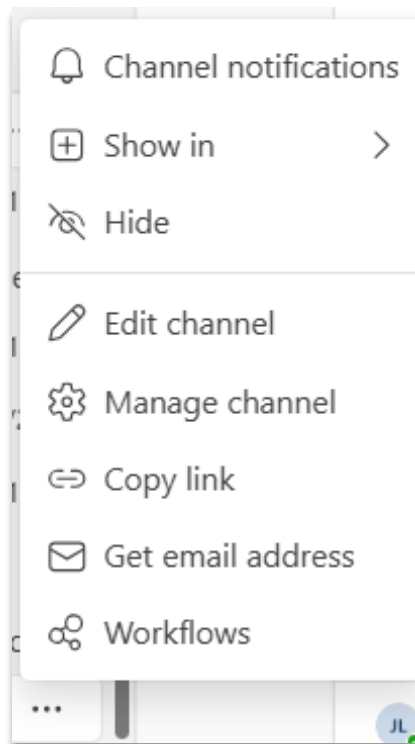 Channel notifications
Show in
Hide
Edit channel
Manage channel
Copy link
Get email address
Workflows
...
JL